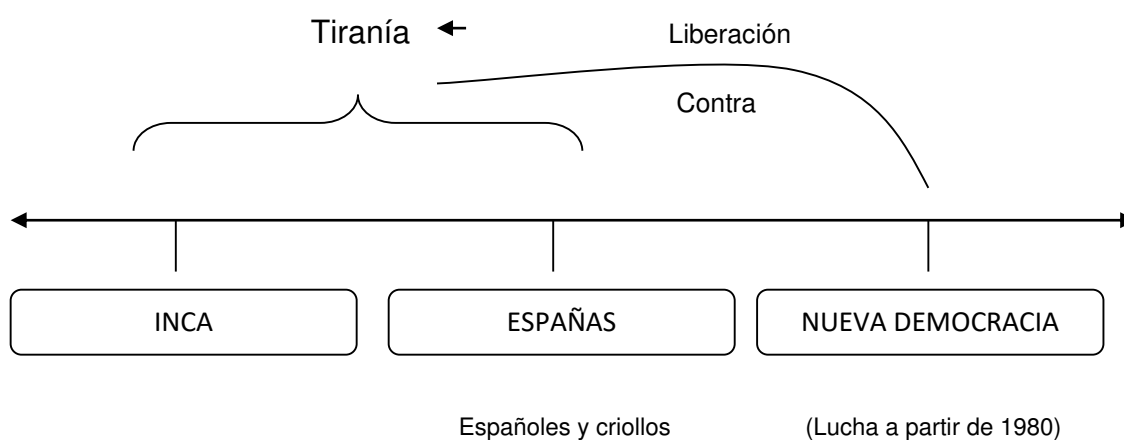 Tiranía
Liberación
Contra
INCA
ESPAÑAS
NUEVA DEMOCRACIA
Españoles y criollos
(Lucha a partir de 1980)